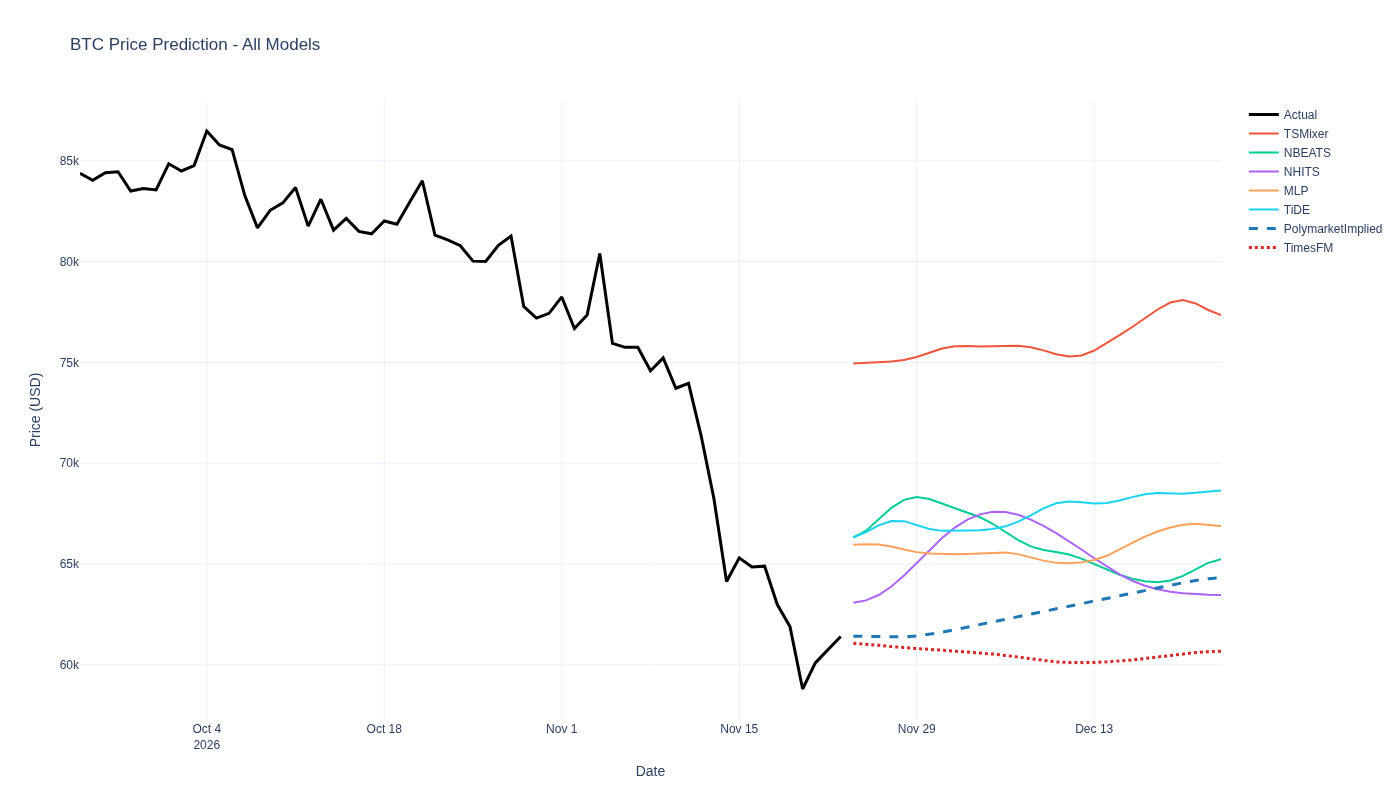 BTC Price Prediction - All Models
Actual
TSMixer
NBEATS
NHITS
MLP
TiDE
PolymarketImplied
TimesFM
85k
80k
75k
70k
65k
60k
Price (USD)
Oct 4
2026
Oct 18
Nov 1
Nov 15
Nov 29
Dec 13
Date